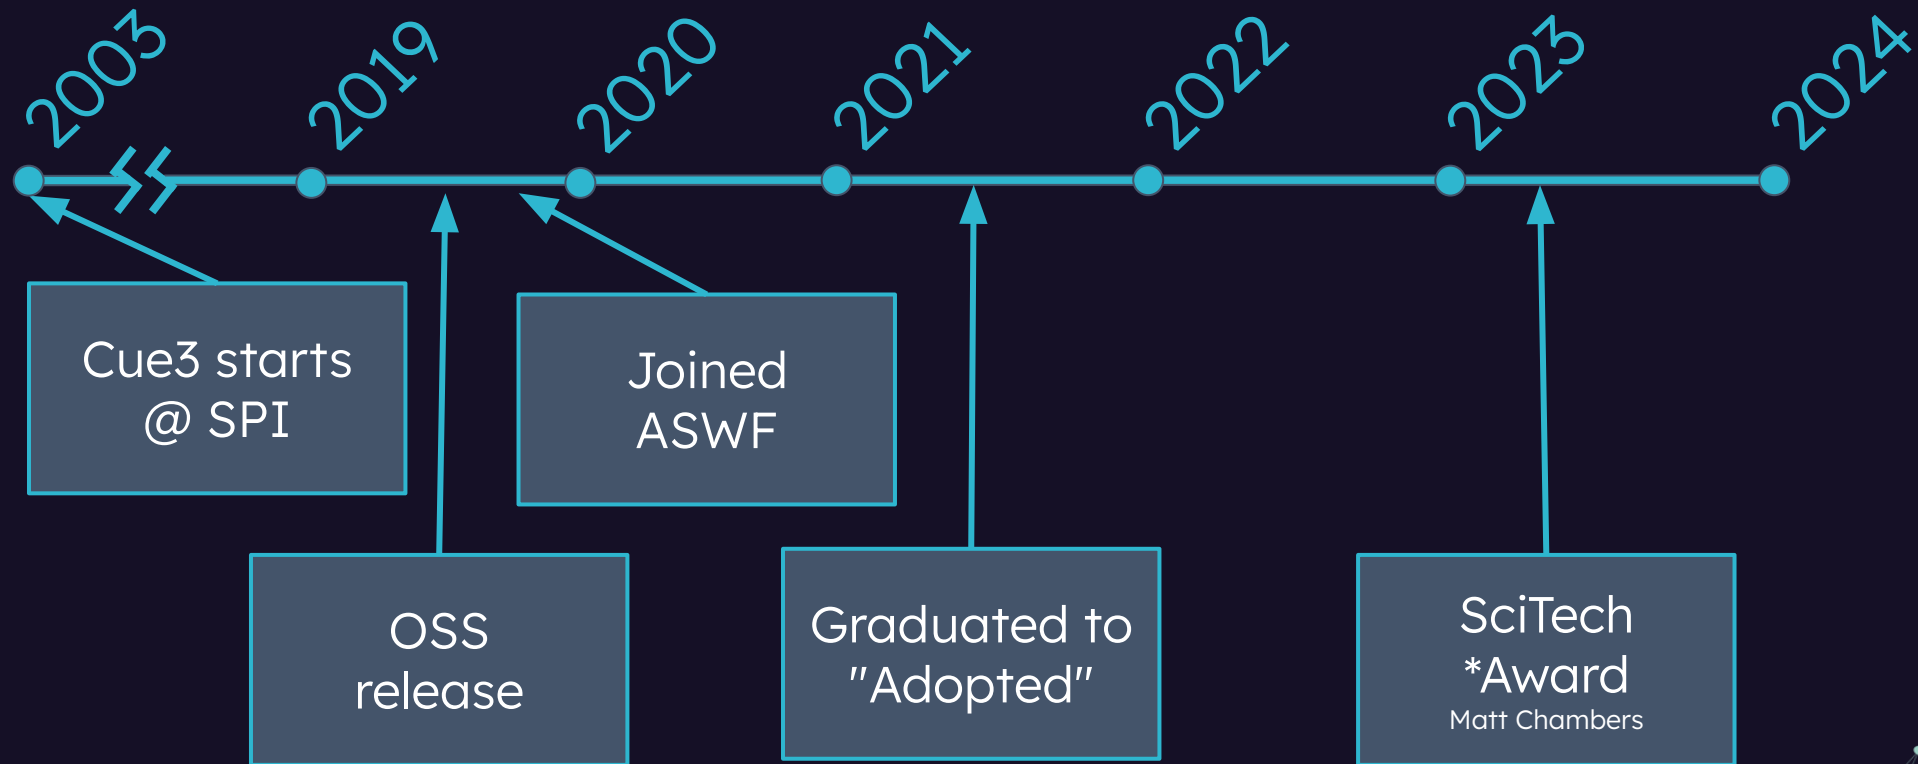 2003
2019
2020
2021
2022
2023
2024
Cue3 starts
@ SPI
Joined
ASWF
OSS
release
Graduated to
"Adopted"
SciTech
*Award
Matt Chambers